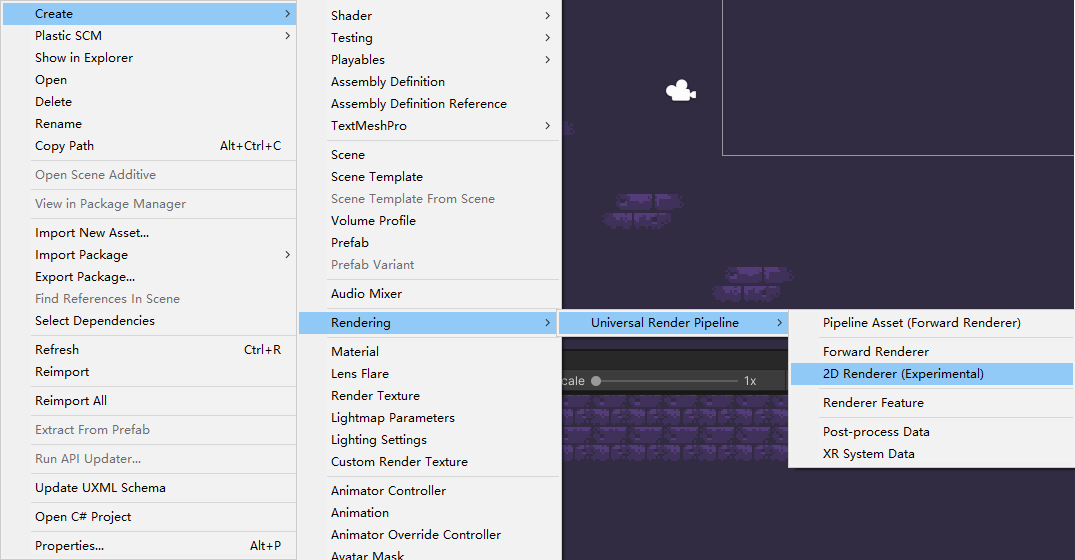 Create
Plastic SCM
Show in Explorer
Open
Delete
Rename
Copy Path Alt+Ctrl+C
Open Scene Additive
View in Package Manager
Import New Asset...
Import Package
Export Package...
Find References In Scene
Select Dependencies
Refresh Ctrl+R
Reimport
Reimport All
Extract From Prefab
Run API Updater...
Update UXML Schema
Open C# Project
Properties... Alt+P
Shader
Testing
Playables
Assembly Definition
Assembly Definition Reference
TextMeshPro
Scene
Scene Template
Scene Template From Scene
Volume Profile
Prefab
Prefab Variant
Audio Mixer
Rendering
Material
Lens Flare
Render Texture
Lightmap Parameters
Lighting Settings
Custom Render Texture
Animator Controller
Animation
Animator Override Controller
Avatar Mask
Universal Render Pipeline
Pipeline Asset (Forward Renderer)
Forward Renderer
2D Renderer (Experimental)
Renderer Feature
Post-process Data
XR System Data
cale 1x